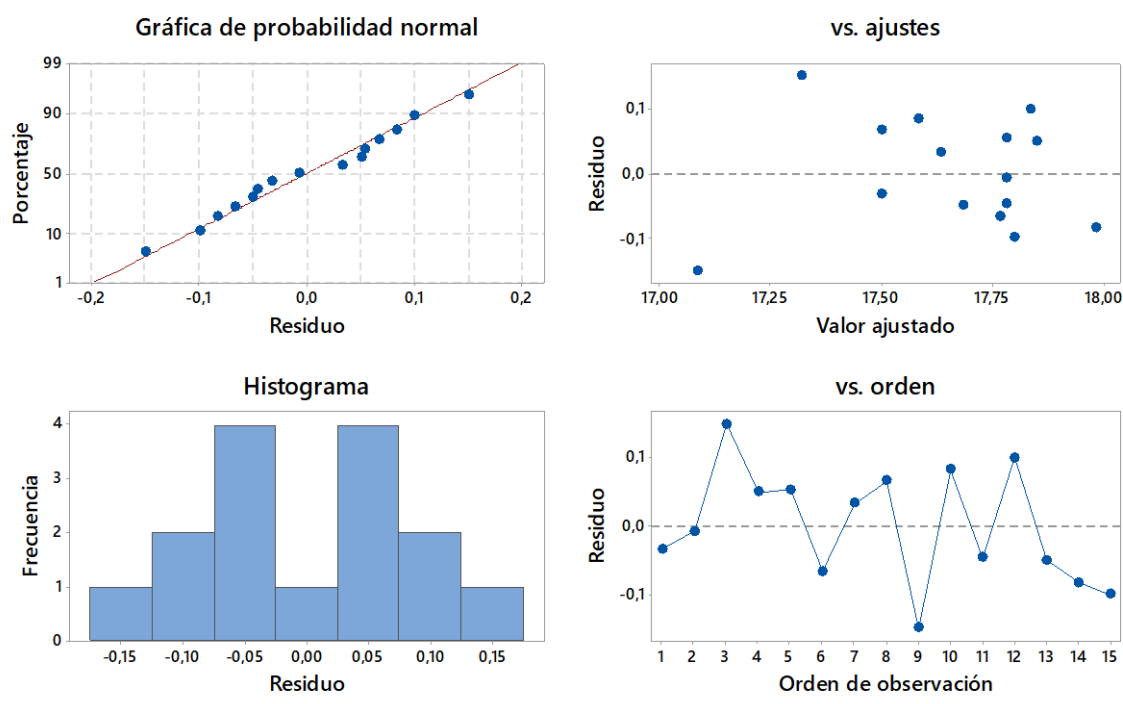 Gráfica de probabilidad normal
99
90
50
10
1
Porcentaje
-0,2 -0,1 0,0 0,1 0,2
Residuo
vs. ajustes
0,1
0,0
-0,1
Residuo
17,00 17,25 17,50 17,75 18,00
Valor ajustado
Histograma
4
3
2
1
0
Frecuencia
-0,15 -0,10 -0,05 0,00 0,05 0,10 0,15
Residuo
vs. orden
0,1
0,0
-0,1
Residuo
1 2 3 4 5 6 7 8 9 10 11 12 13 14 15
Orden de observación